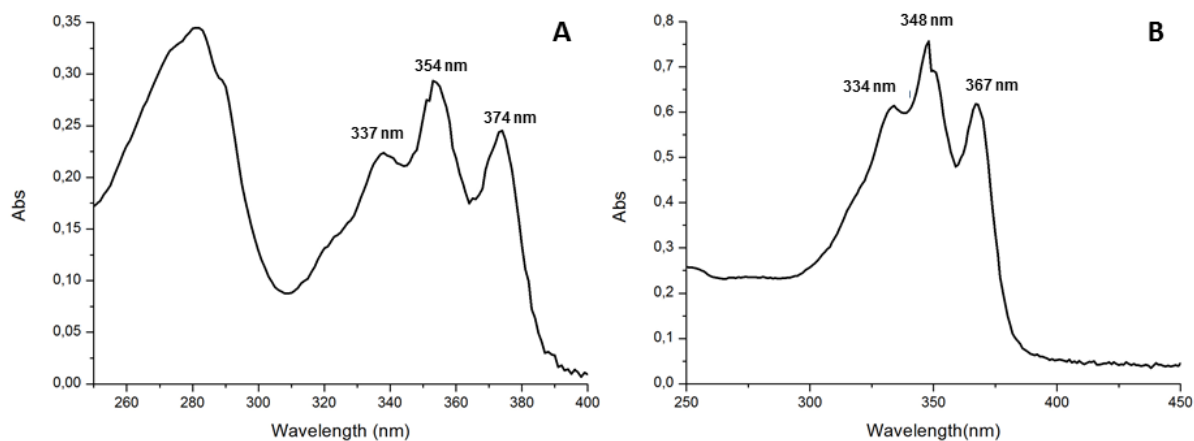 A
0,35
0,30
0,25
0,20
0,15
0,10
0,05
0,00
Abs
337 nm
354 nm
374 nm
260 280 300 320 340 360 380 400
Wavelength (nm)
B
0,8
0,7
0,6
0,5
0,4
0,3
0,2
0,1
0,0
Abs
334 nm
348 nm
367 nm
250 300 350 400 450
Wavelength(nm)